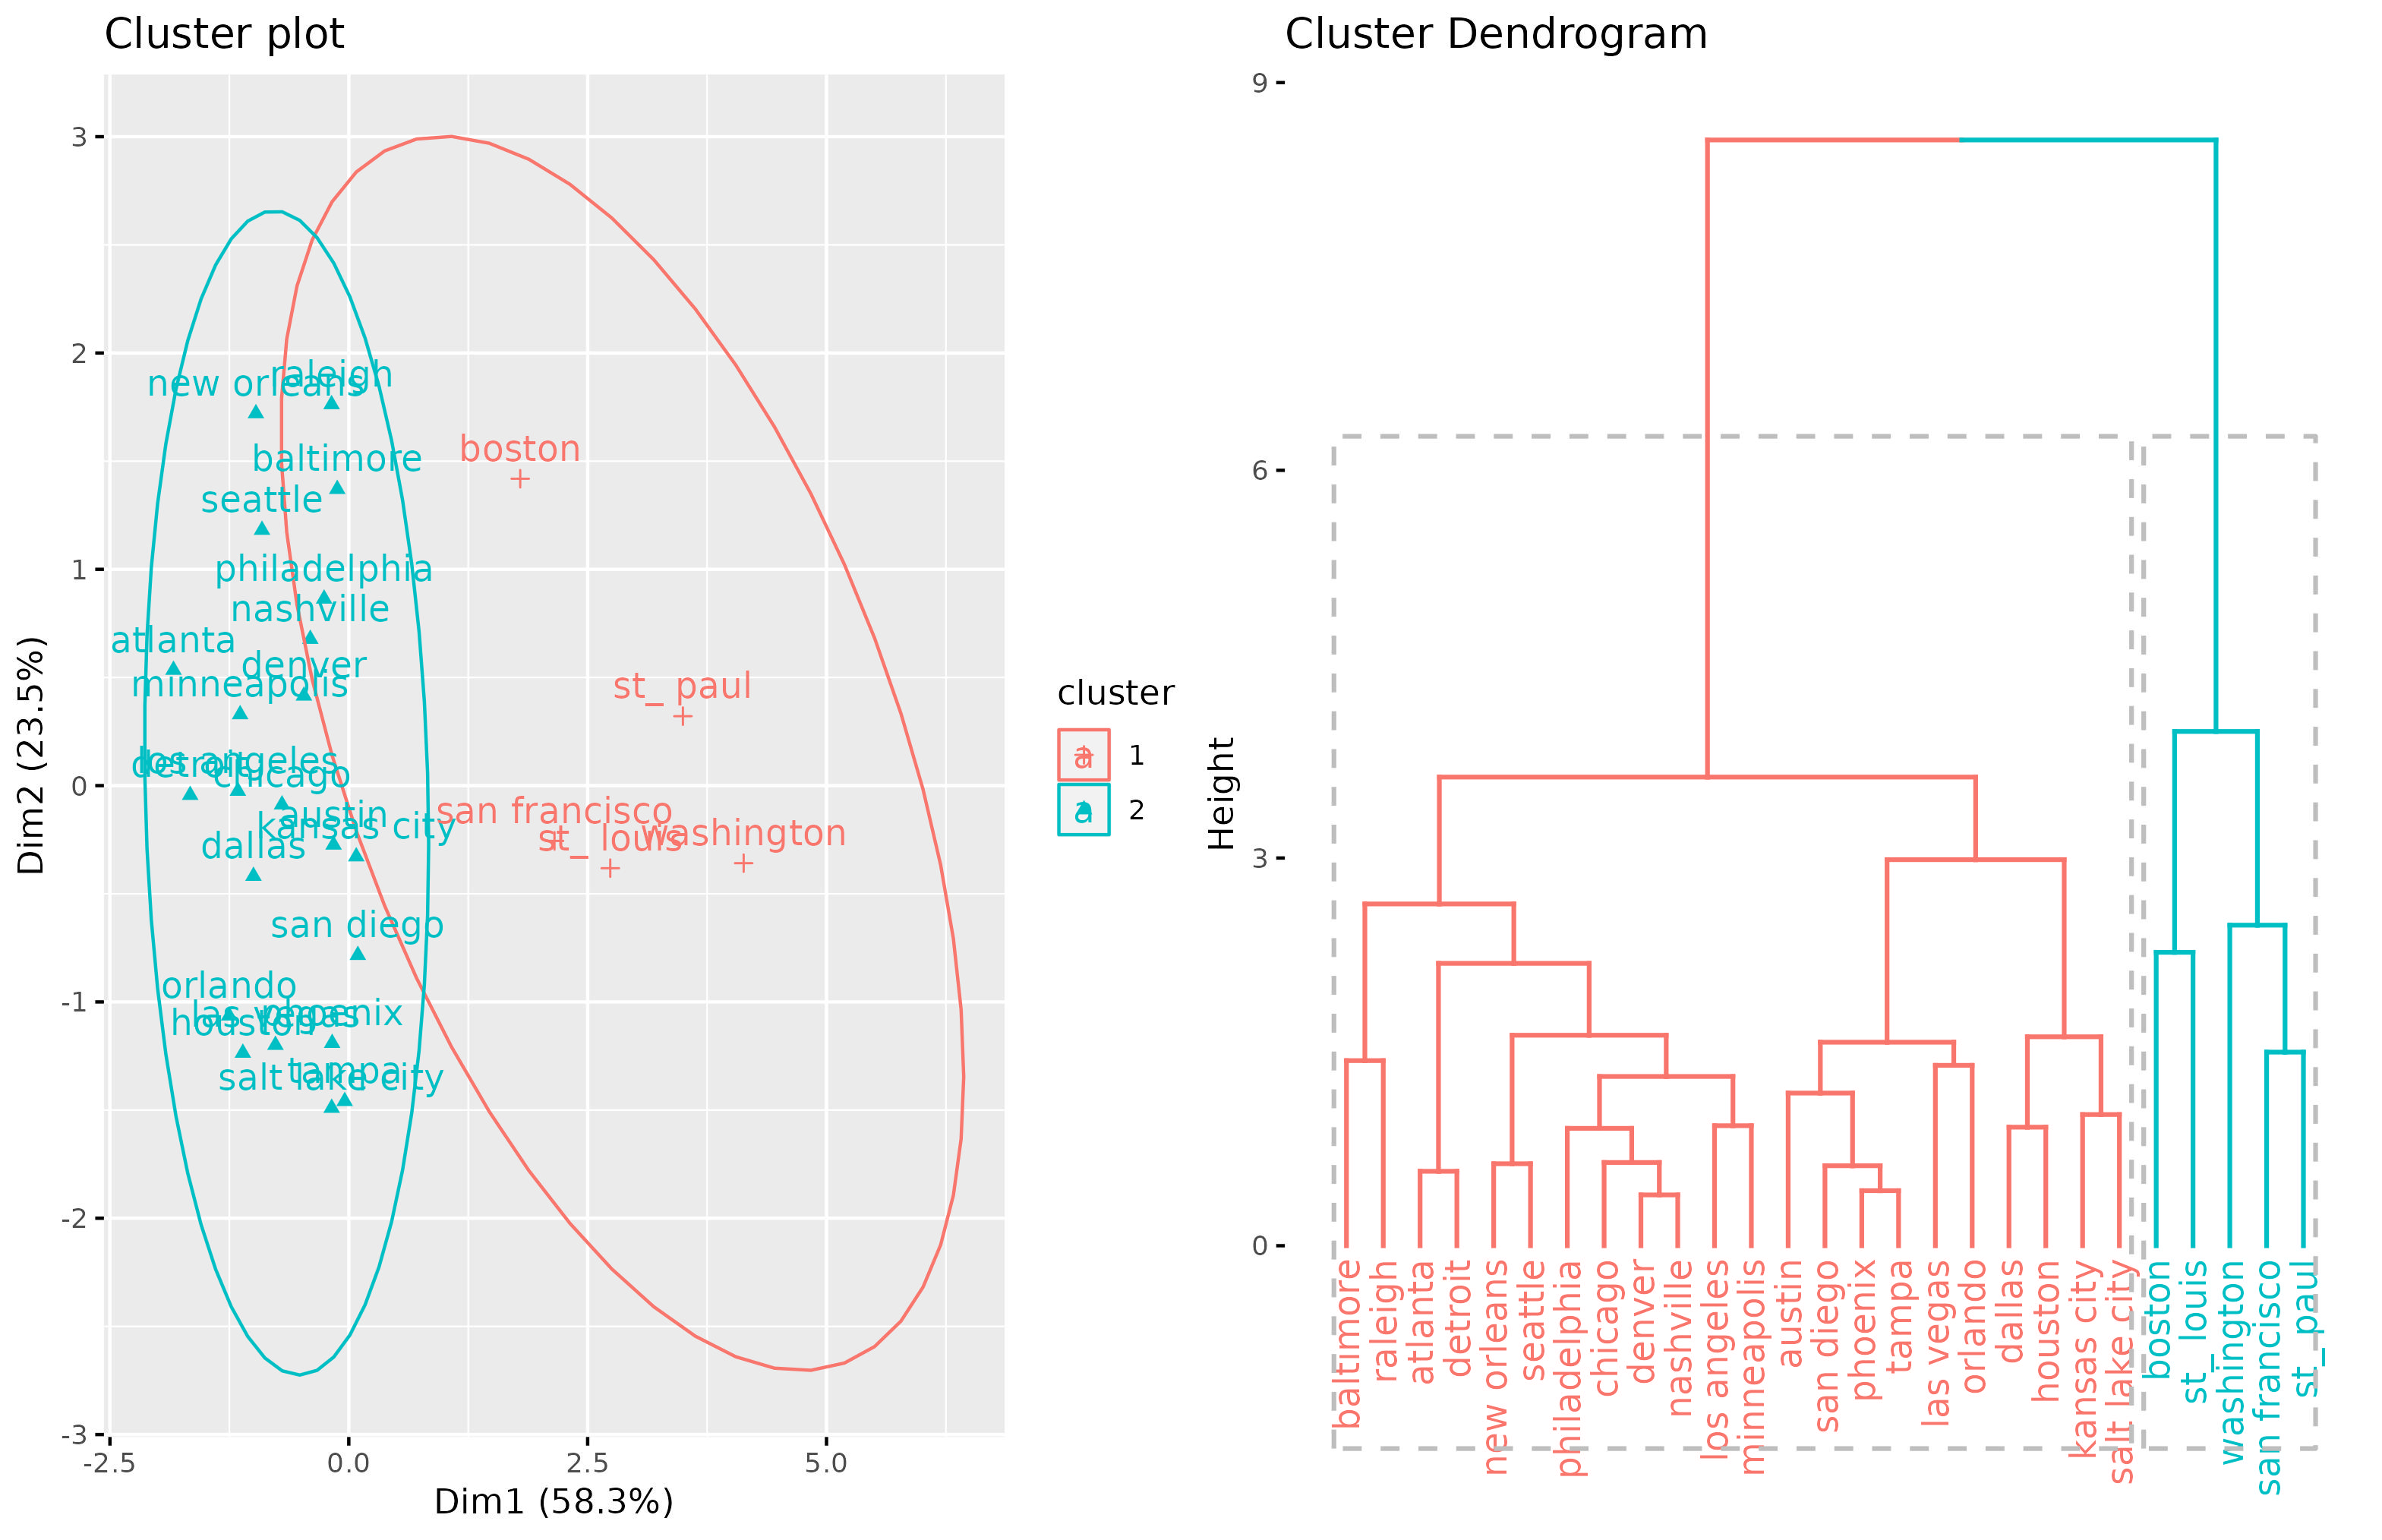 Cluster plot
3
2
1
0
-1
-2
-3
-2.5
0.0
2.5
5.0
Dim2 (23.5%)
Dim1 (58.3%)
raleigh
new orleans
boston
baltimore
seattle
philadelphia
nashville
atlanta
denver
minneapolis
st_ paul
los angeles
detroit
chicago
san francisco
austin
kansas city
st_ louis
washington
dallas
san diego
orlando
las vegas
phoenix
houston
tampa
salt lake city
cluster
a 1
a 2
Cluster Dendrogram
9
6
3
0
Height
baltimore
raleigh
atlanta
detroit
new orleans
seattle
philadelphia
chicago
denver
nashville
los angeles
minneapolis
austin
san diego
phoenix
tampa
las vegas
orlando
dallas
houston
kansas city
salt lake city
boston
st_ louis
washington
san francisco
st_ paul